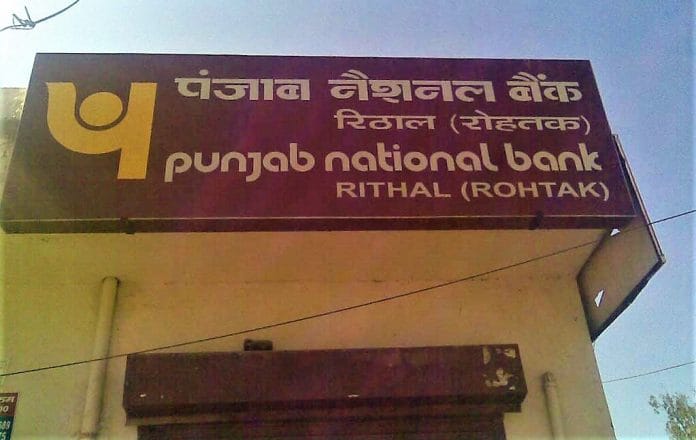 पंजाब नैशनल बैंक
रिठाल (रोहतक)
punjab national bank
RITHAL (ROHTAK)